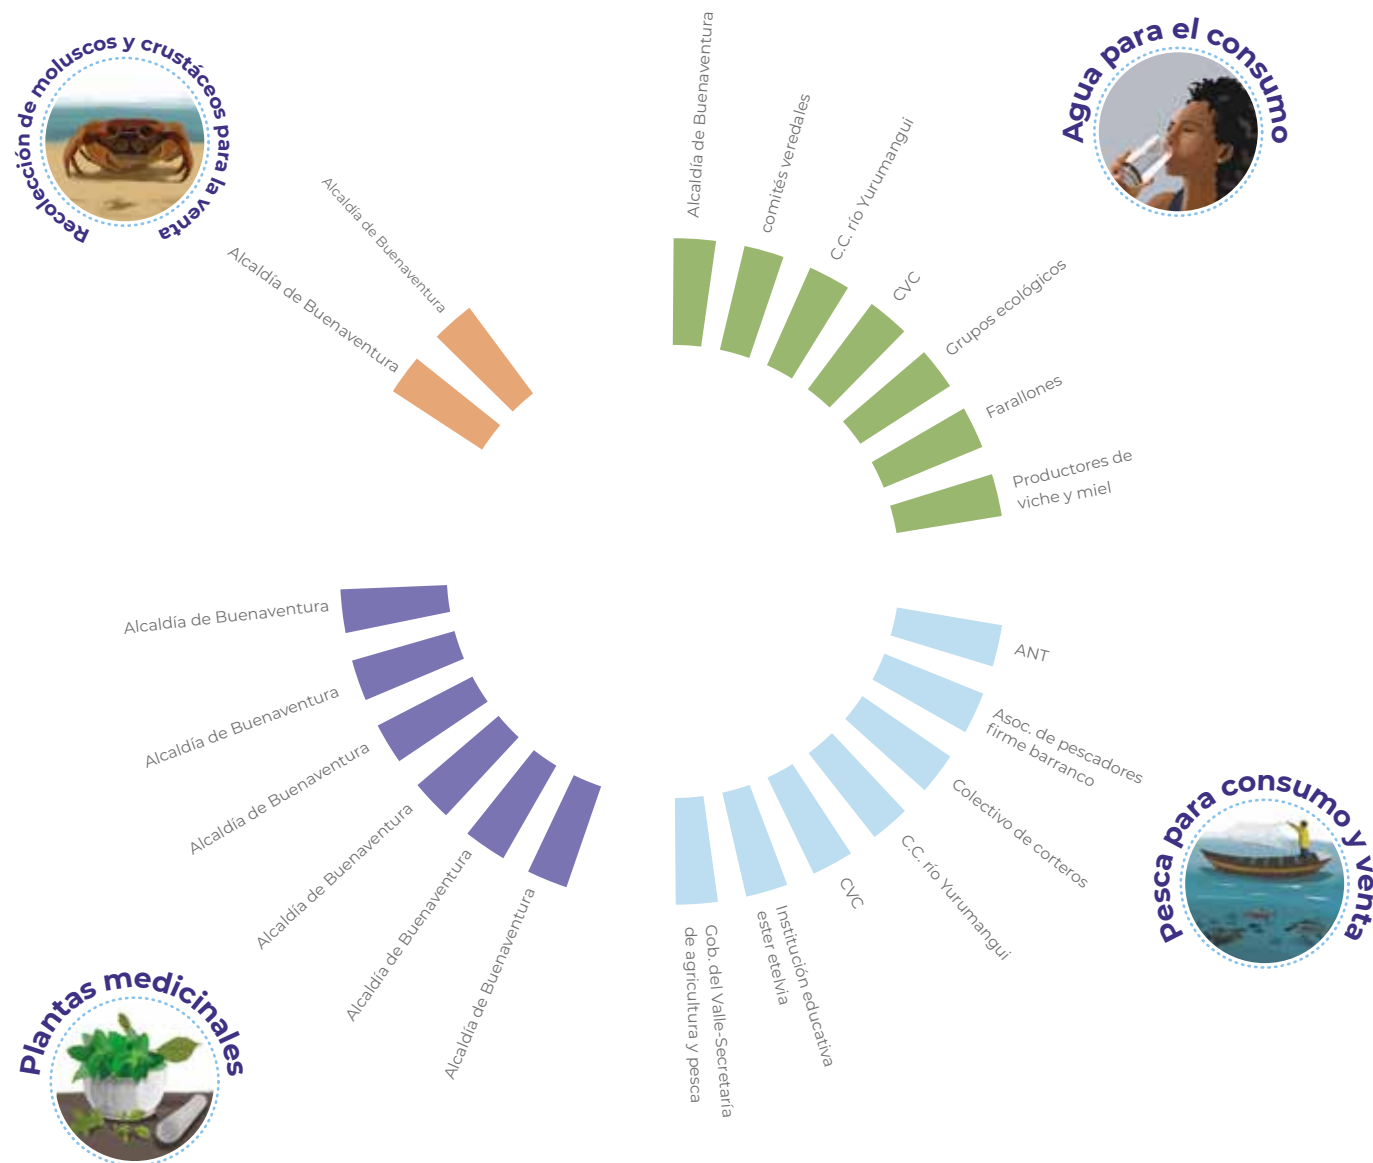 Recolección de moluscos y crustáceos para la venta
Alcaldía de Buenaventura
Alcaldía de Buenaventura
Agua para el consumo
Alcaldía de Buenaventura
comités veredales
C.C. río Yurumangui
CVC
Grupos ecológicos
Farallones
Productores de
viche y miel
Pesca para consumo y venta
ANT
Asoc. de pescadores
firme barranco
Colectivo de corteros
C.C. río Yurumangui
CVC
Institución educativa
ester etelvia
Gob. del Valle-Secretaría
de agricultura y pesca
Plantas medicinales
Alcaldía de Buenaventura
Alcaldía de Buenaventura
Alcaldía de Buenaventura
Alcaldía de Buenaventura
Alcaldía de Buenaventura
Alcaldía de Buenaventura